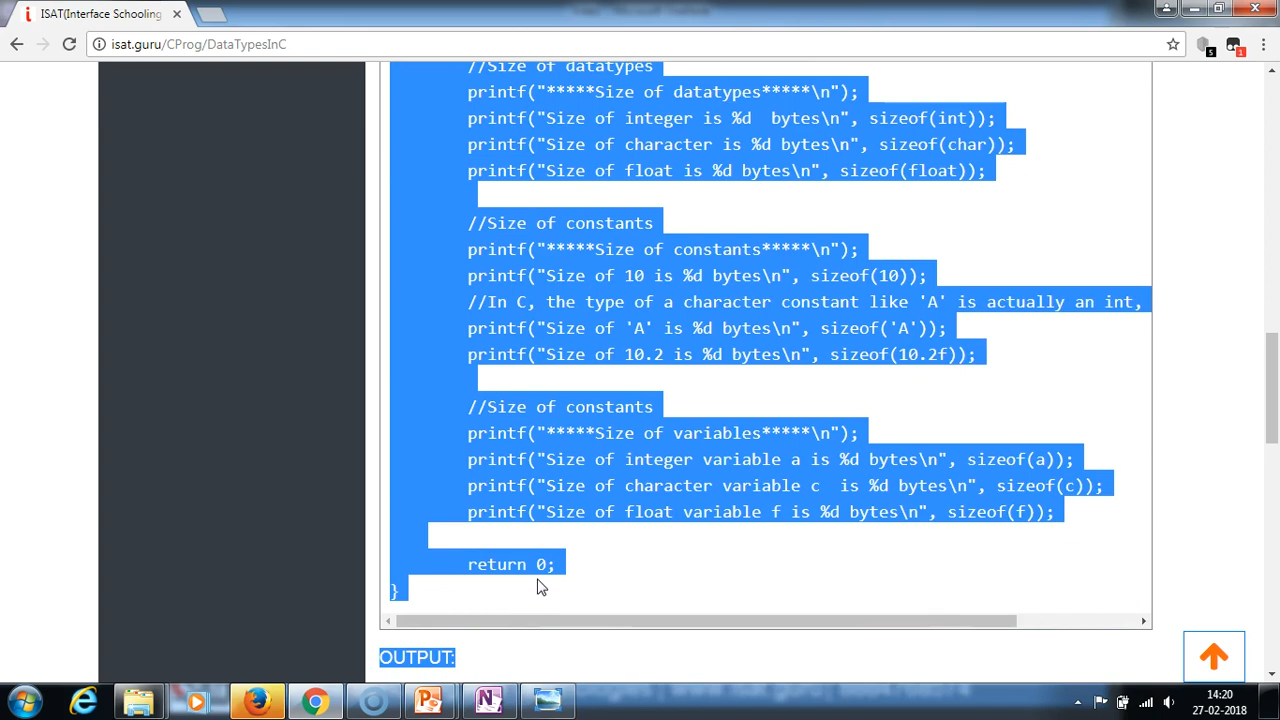 ISAT(Interface Schooling
isat.guru/CProg/DataTypesInC
5
1
//Size of datatypes
printf("*****Size of datatypes*****\n");
printf("Size of integer is %d  bytes\n", sizeof(int));
printf("Size of character is %d bytes\n", sizeof(char));
printf("Size of float is %d bytes\n", sizeof(float));
//Size of constants
printf("*****Size of constants*****\n");
printf("Size of 10 is %d bytes\n", sizeof(10));
//In C, the type of a character constant like 'A' is actually an int,
printf("Size of 'A' is %d bytes\n", sizeof('A'));
printf("Size of 10.2 is %d bytes\n", sizeof(10.2f));
//Size of constants
printf("*****Size of variables*****\n");
printf("Size of integer variable a is %d bytes\n", sizeof(a));
printf("Size of character variable c  is %d bytes\n", sizeof(c));
printf("Size of float variable f is %d bytes\n", sizeof(f));
return 0;
}
OUTPUT:
14:20
27-02-2018